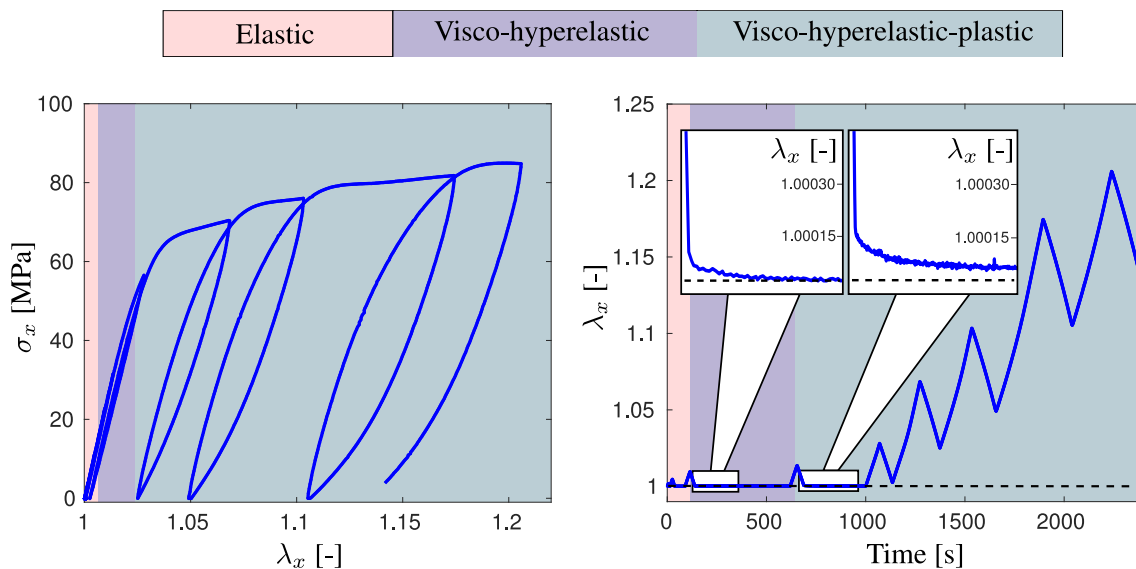 Elastic Visco-hyperelastic Visco-hyperelastic-plastic
100
80
60
40
20
0
σx [MPa]
1 1.05 1.1 1.15 1.2
λx [-]
1.25
1.2
1.15
1.1
1.05
1
λx [-]
λx [-]
1.00030
1.00015
λx [-]
1.00030
1.00015
0 500 1000 1500 2000
Time [s]